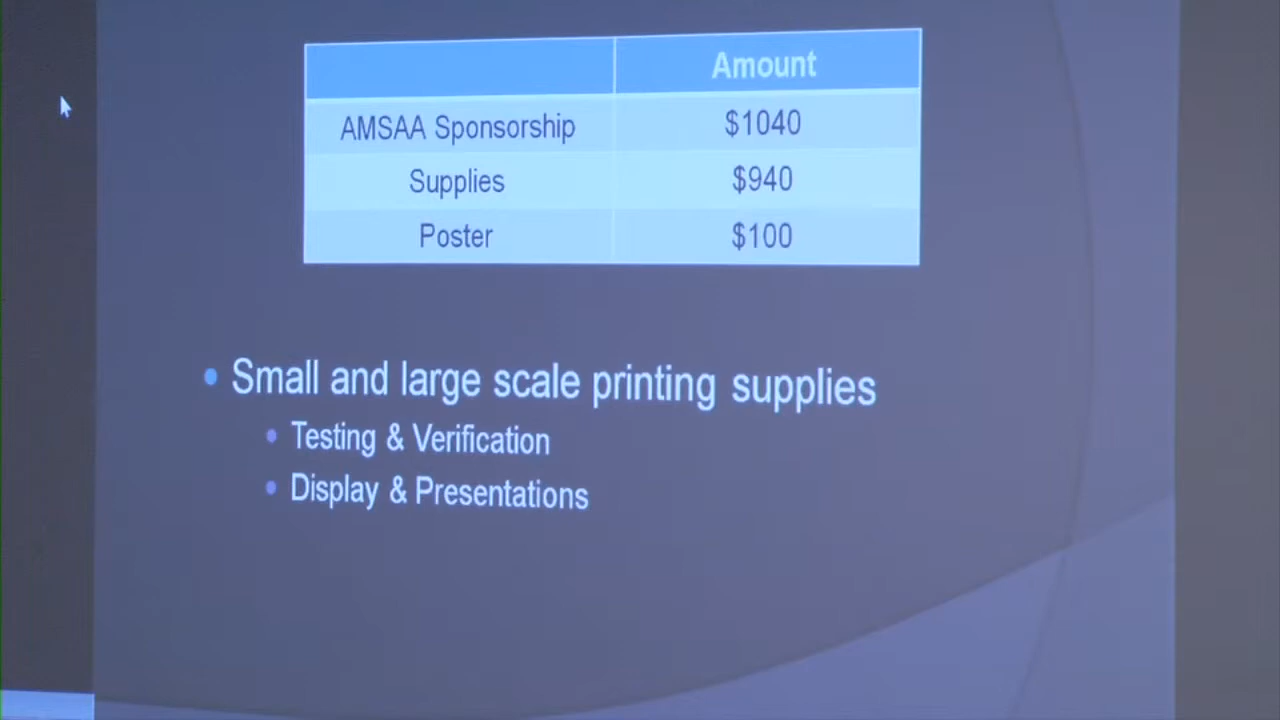 Amount
AMSAA Sponsorship $1040
Supplies $940
Poster $100
Small and large scale printing supplies
Testing & Verification
Display & Presentations